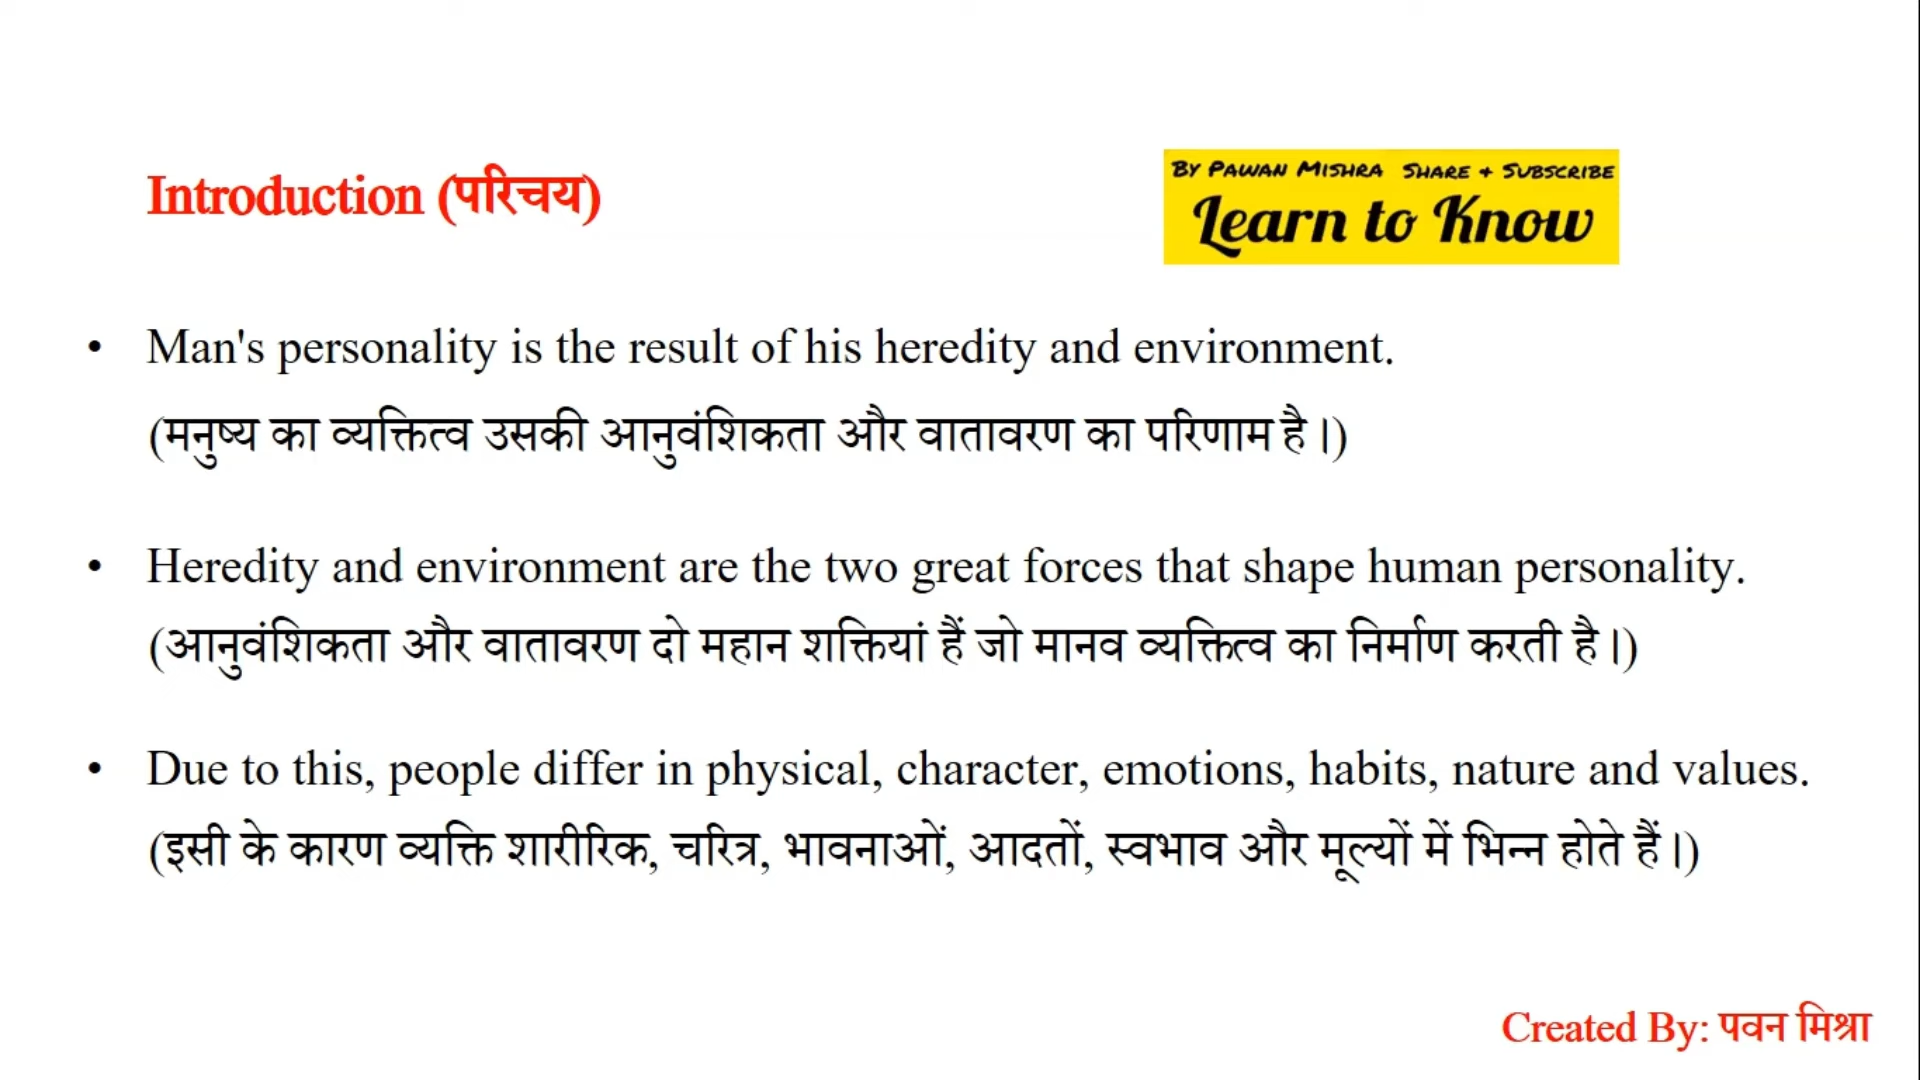 Introduction (परिचय)
By Pawan Mishra Share + Subscribe
Learn to Know
• Man's personality is the result of his heredity and environment.
(मनुष्य का व्यक्तित्व उसकी आनुवंशिकता और वातावरण का परिणाम है।)
• Heredity and environment are the two great forces that shape human personality.
(आनुवंशिकता और वातावरण दो महान शक्तियां हैं जो मानव व्यक्तित्व का निर्माण करती है।)
• Due to this, people differ in physical, character, emotions, habits, nature and values.
(इसी के कारण व्यक्ति शारीरिक, चरित्र, भावनाओं, आदतों, स्वभाव और मूल्यों में भिन्न होते हैं।)
Created By: पवन मिश्रा